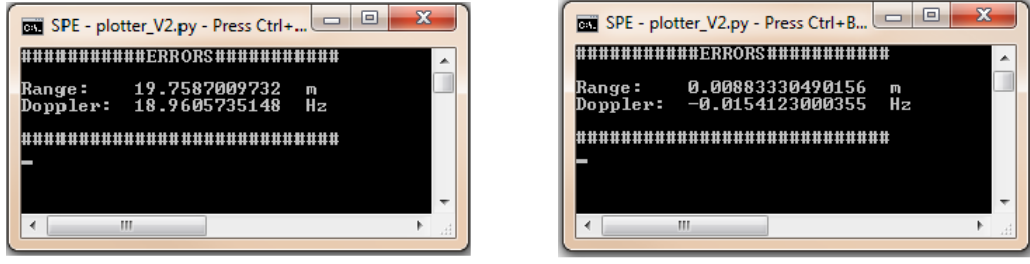 SPE - plotter_V2.py - Press Ctrl+...
###########ERRORS############
Range: 19.7587009732 m
Doppler: 18.9605735148 Hz
#############################
SPE - plotter_V2.py - Press Ctrl+B...
###########ERRORS###########
Range: 0.00883330490156 m
Doppler: -0.0154123000355 Hz
############################